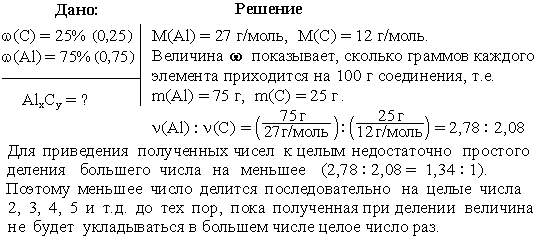 Дано:
Решение
ω(C) = 25% (0,25)
ω(Al) = 75% (0,75)
AlxCy = ?
M(Al) = 27 г/моль, M(C) = 12 г/моль.
Величина ω показывает, сколько граммов каждого
элемента приходится на 100 г соединения, т.е.
m(Al) = 75 г, m(C) = 25 г.
ν(Al) : ν(C) = (75 г / 27 г/моль) : (25 г / 12 г/моль) = 2,78 : 2,08
Для приведения полученных чисел к целым недостаточно простого
деления большего числа на меньшее (2,78 : 2,08 = 1,34 : 1).
Поэтому меньшее число делится последовательно на целые числа
2, 3, 4, 5 и т.д. до тех пор, пока полученная при делении величина
не будет укладываться в большем числе целое число раз.